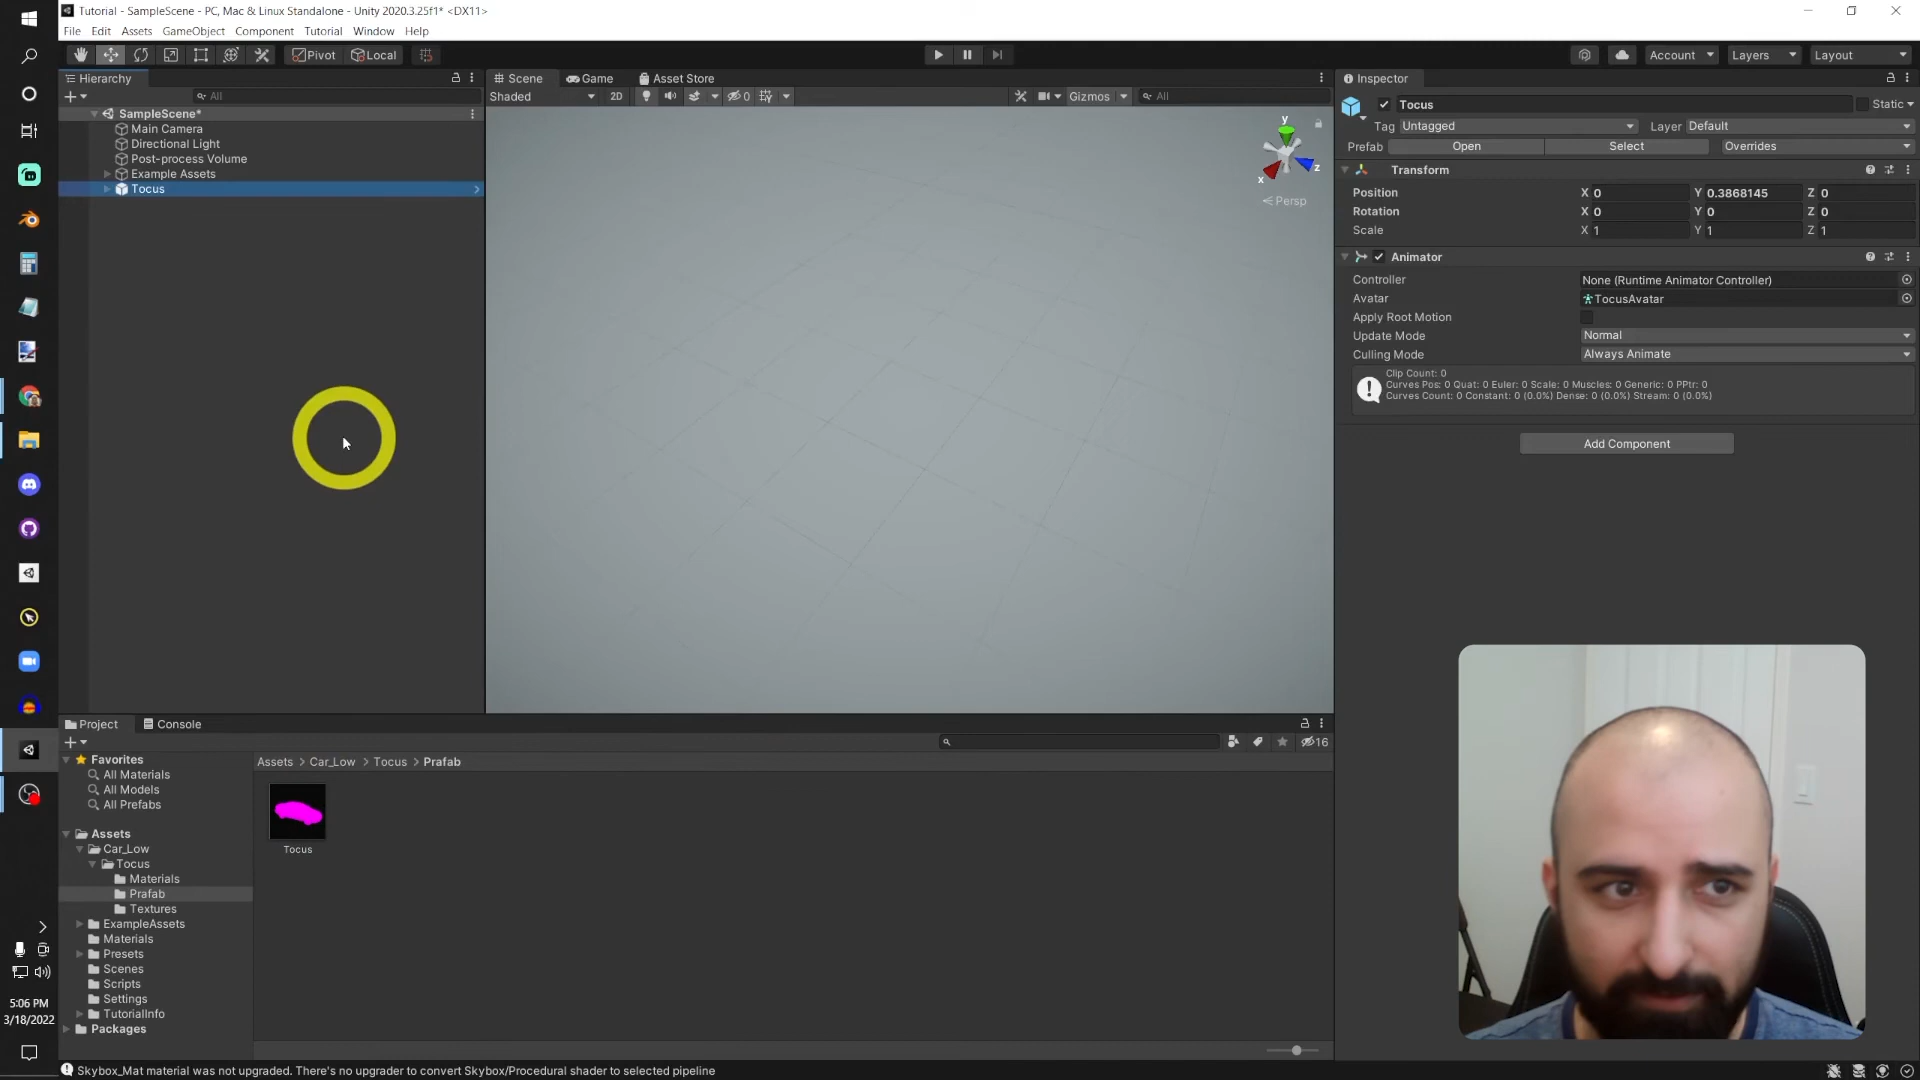 Tutorial - SampleScene - PC, Mac & Linux Standalone - Unity 2020.3.25f1* <DX11>
File Edit Assets GameObject Component Tutorial Window Help
Pivot Local Account Layers Layout
Hierarchy
All
SampleScene*
Main Camera
Directional Light
Post-process Volume
Example Assets
Tocus
Scene Game Asset Store
Shaded 2D 0 Gizmos All
y
x z
Persp
Inspector
Tocus Static
Tag Untagged Layer Default
Prefab Open Select Overrides
Transform
Position X 0 Y 0.3868145 Z 0
Rotation X 0 Y 0 Z 0
Scale X 1 Y 1 Z 1
Animator
Controller None (Runtime Animator Controller)
Avatar TocusAvatar
Apply Root Motion
Update Mode Normal
Culling Mode Always Animate
Clip Count: 0
Curves Pos: 0 Quat: 0 Euler: 0 Scale: 0 Muscles: 0 Generic: 0 PPtr: 0
Curves Count: 0 Constant: 0 (0.0%) Dense: 0 (0.0%) Stream: 0 (0.0%)
Add Component
Project Console
16
Favorites
All Materials
All Models
All Prefabs
Assets
Car_Low
Tocus
Materials
Prafab
Textures
ExampleAssets
Materials
Presets
Scenes
Scripts
Settings
TutorialInfo
Packages
Assets > Car_Low > Tocus > Prafab
Tocus
5:06 PM
3/18/2022
Skybox_Mat material was not upgraded. There's no upgrader to convert Skybox/Procedural shader to selected pipeline